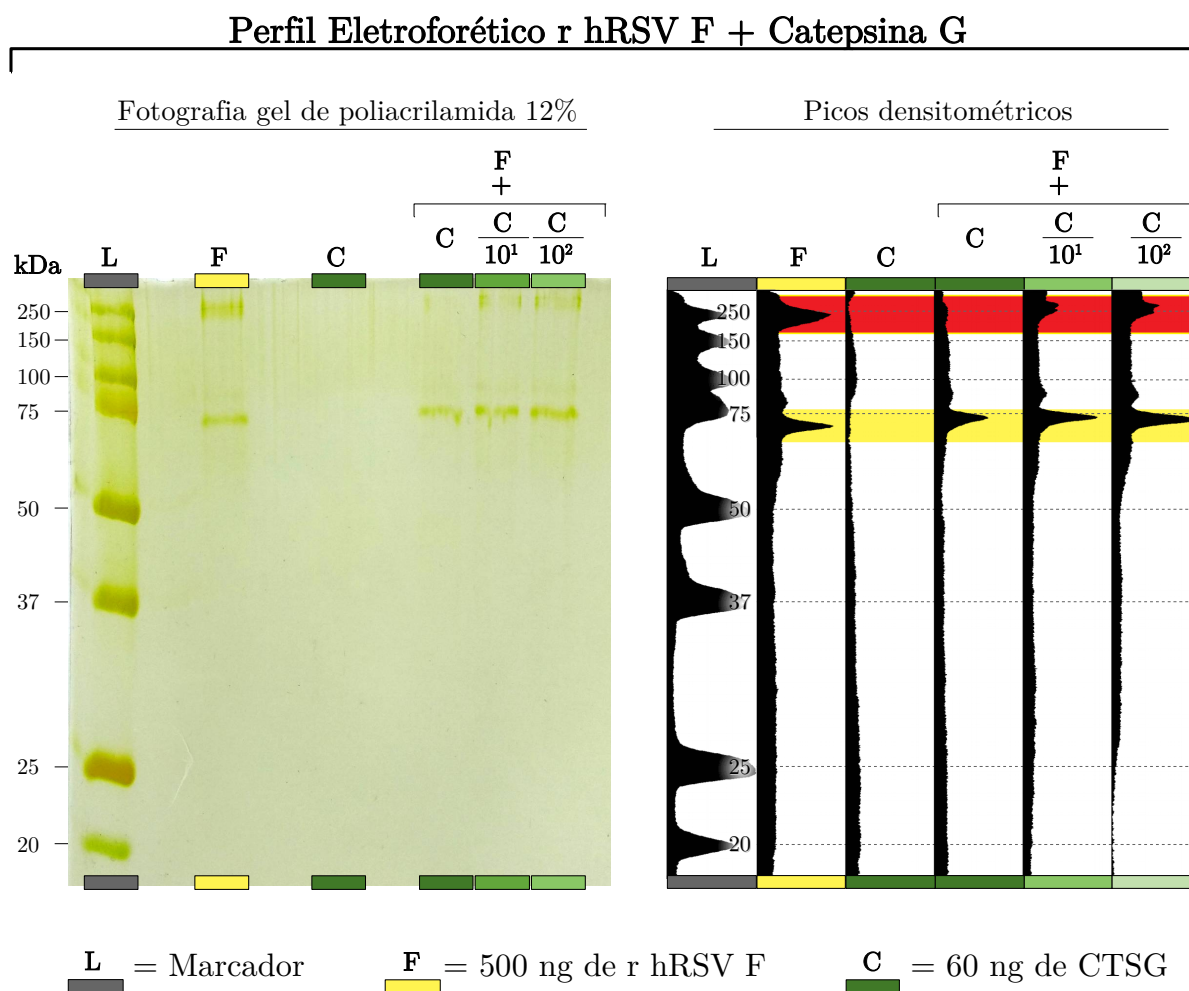 Perfil Eletroforético r hRSV F + Catepsina G
Fotografia gel de poliacrilamida 12%
Picos densitométricos
F
+
F
+
kDa
L
F
C
C
C
10¹
C
10²
L
F
C
C
C
10¹
C
10²
250
150
100
75
50
37
25
20
250
150
100
75
50
37
25
20
L = Marcador
F = 500 ng de r hRSV F
C = 60 ng de CTSG